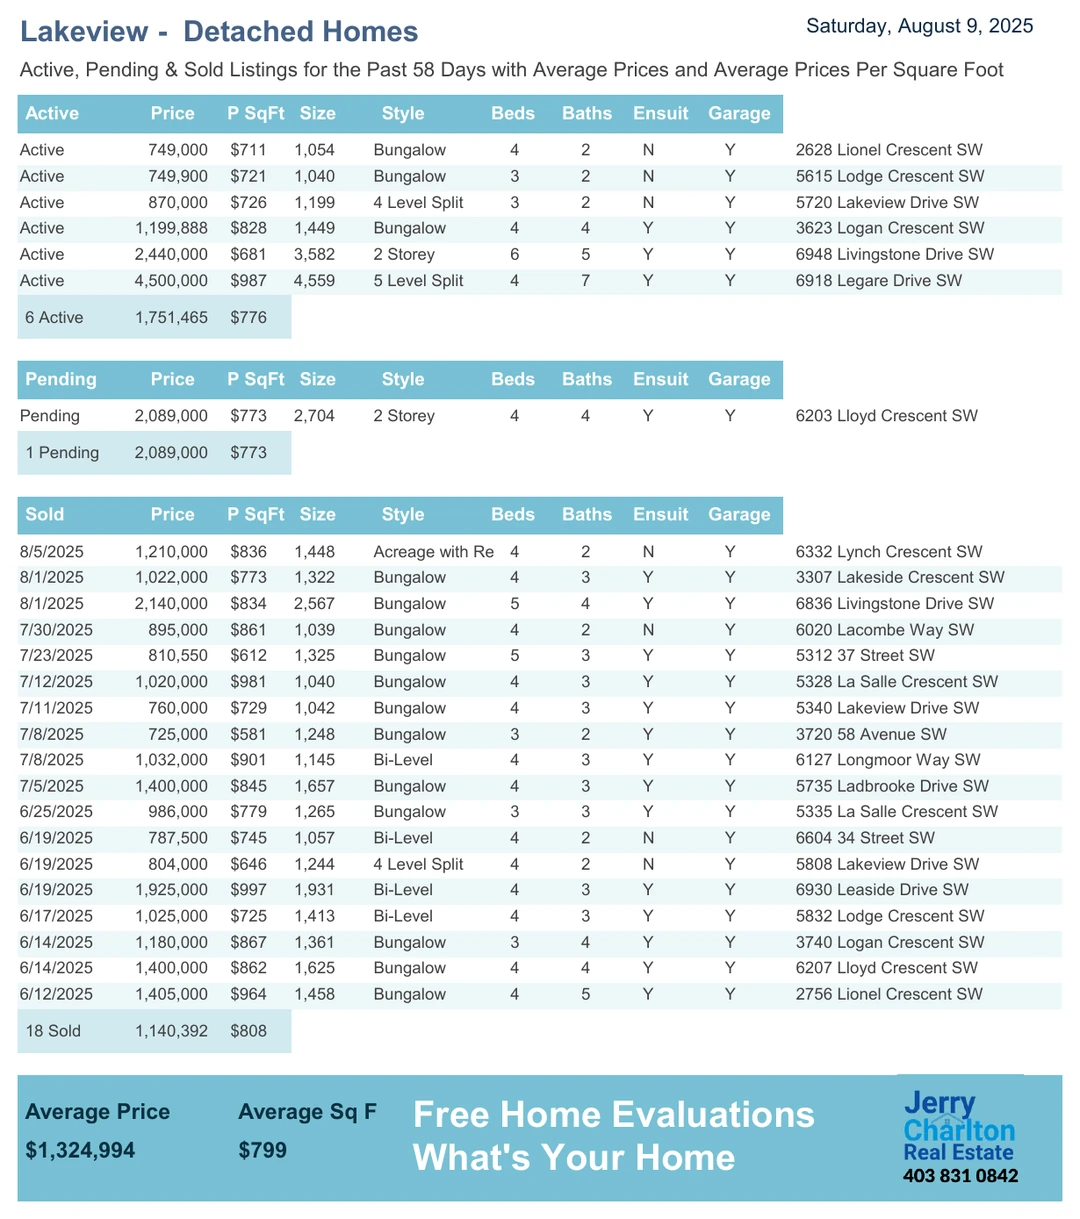 Lakeview - Detached Homes
Saturday, August 9, 2025
Active, Pending & Sold Listings for the Past 58 Days with Average Prices and Average Prices Per Square Foot
Active Price P SqFt Size Style Beds Baths Ensuit Garage
Active 749,000 $711 1,054 Bungalow 4 2 N Y 2628 Lionel Crescent SW
Active 749,900 $721 1,040 Bungalow 3 2 N Y 5615 Lodge Crescent SW
Active 870,000 $726 1,199 4 Level Split 3 2 N Y 5720 Lakeview Drive SW
Active 1,199,888 $828 1,449 Bungalow 4 4 Y Y 3623 Logan Crescent SW
Active 2,440,000 $681 3,582 2 Storey 6 5 Y Y 6948 Livingstone Drive SW
Active 4,500,000 $987 4,559 5 Level Split 4 7 Y Y 6918 Legare Drive SW
6 Active 1,751,465 $776
Pending Price P SqFt Size Style Beds Baths Ensuit Garage
Pending 2,089,000 $773 2,704 2 Storey 4 4 Y Y 6203 Lloyd Crescent SW
1 Pending 2,089,000 $773
Sold Price P SqFt Size Style Beds Baths Ensuit Garage
8/5/2025 1,210,000 $836 1,448 Acreage with Re 4 2 N Y 6332 Lynch Crescent SW
8/1/2025 1,022,000 $773 1,322 Bungalow 4 3 Y Y 3307 Lakeside Crescent SW
8/1/2025 2,140,000 $834 2,567 Bungalow 5 4 Y Y 6836 Livingstone Drive SW
7/30/2025 895,000 $861 1,039 Bungalow 4 2 N Y 6020 Lacombe Way SW
7/23/2025 810,550 $612 1,325 Bungalow 5 3 Y Y 5312 37 Street SW
7/12/2025 1,020,000 $981 1,040 Bungalow 4 3 Y Y 5328 La Salle Crescent SW
7/11/2025 760,000 $729 1,042 Bungalow 4 3 Y Y 5340 Lakeview Drive SW
7/8/2025 725,000 $581 1,248 Bungalow 3 2 Y Y 3720 58 Avenue SW
7/8/2025 1,032,000 $901 1,145 Bi-Level 4 3 Y Y 6127 Longmoor Way SW
7/5/2025 1,400,000 $845 1,657 Bungalow 4 3 Y Y 5735 Ladbrooke Drive SW
6/25/2025 986,000 $779 1,265 Bungalow 3 3 Y Y 5335 La Salle Crescent SW
6/19/2025 787,500 $745 1,057 Bi-Level 4 2 N Y 6604 34 Street SW
6/19/2025 804,000 $646 1,244 4 Level Split 4 2 N Y 5808 Lakeview Drive SW
6/19/2025 1,925,000 $997 1,931 Bi-Level 4 3 Y Y 6930 Leaside Drive SW
6/17/2025 1,025,000 $725 1,413 Bi-Level 4 3 Y Y 5832 Lodge Crescent SW
6/14/2025 1,180,000 $867 1,361 Bungalow 3 4 Y Y 3740 Logan Crescent SW
6/14/2025 1,400,000 $862 1,625 Bungalow 4 4 Y Y 6207 Lloyd Crescent SW
6/12/2025 1,405,000 $964 1,458 Bungalow 4 5 Y Y 2756 Lionel Crescent SW
18 Sold 1,140,392 $808
Average Price Average Sq F
$1,324,994 $799
Free Home Evaluations
What's Your Home
Jerry
Charlton
Real Estate
403 831 0842